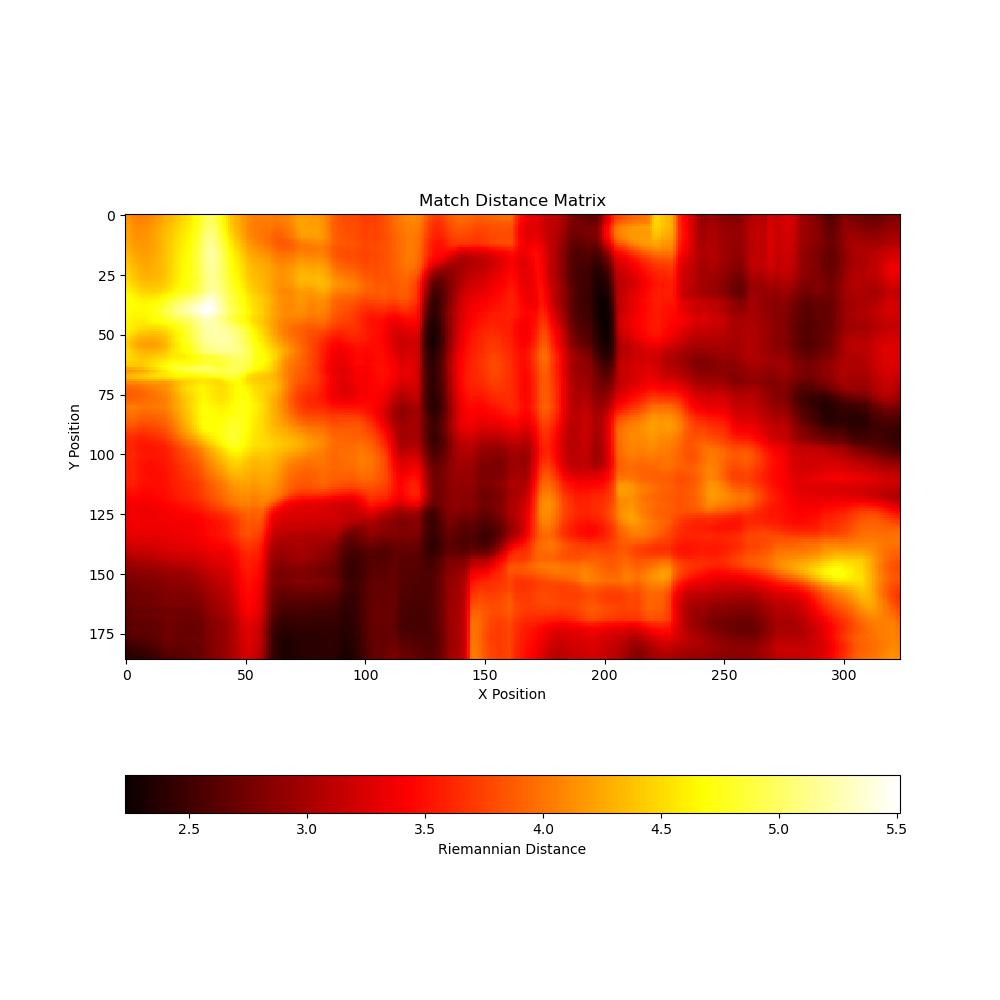 Match Distance Matrix
0
25
50
75
100
125
150
175
Y Position
0 50 100 150 200 250 300
X Position
2.5 3.0 3.5 4.0 4.5 5.0 5.5
Riemannian Distance